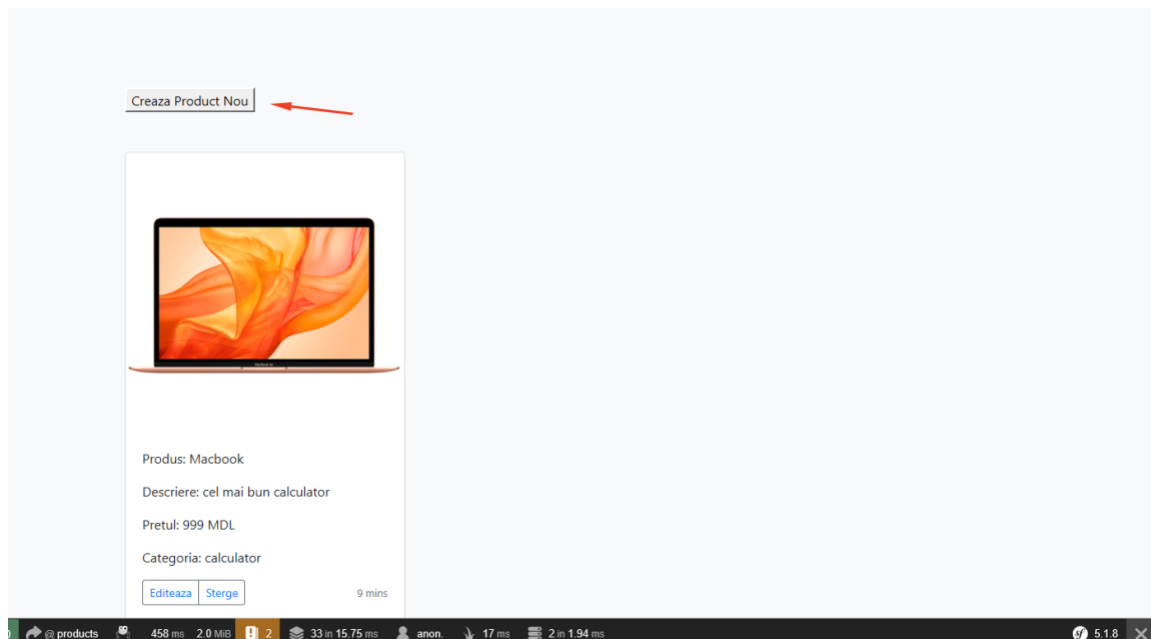 Creaza Product Nou
Produs: Macbook
Descriere: cel mai bun calculator
Pretul: 999 MDL
Categoria: calculator
Editeaza Sterge 9 mins
@ products 458 ms 2.0 MiB 2 33 in 15.75 ms anon. 17 ms 2 in 1.94 ms 5.1.8